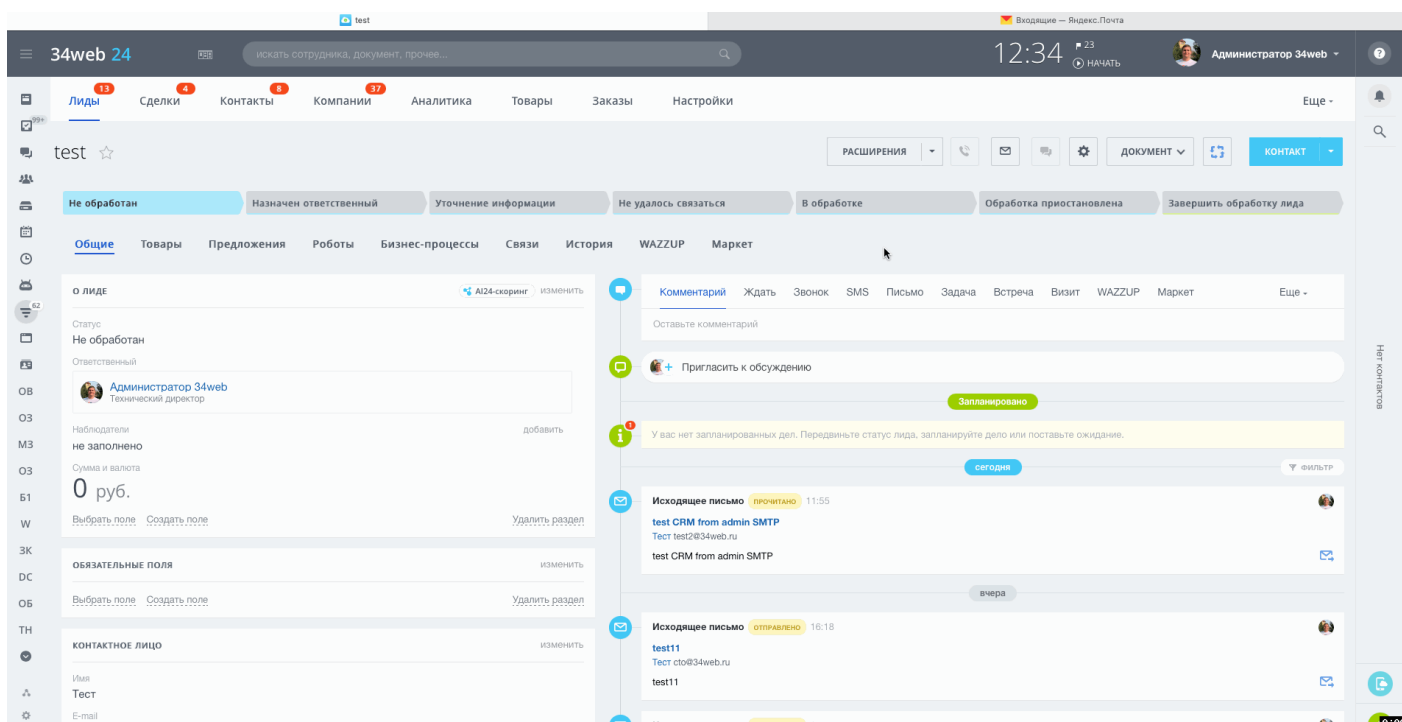 test
Входящие — Яндекс.Почта
34web 24
искать сотрудника, документ, прочее...
12:34
23
НАЧАТЬ
Администратор 34web
?
Лиды 13
Сделки 4
Контакты 8
Компании 37
Аналитика
Товары
Заказы
Настройки
Еще
99+
test
РАСШИРЕНИЯ
ДОКУМЕНТ
КОНТАКТ
Не обработан
Назначен ответственный
Уточнение информации
Не удалось связаться
В обработке
Обработка приостановлена
Завершить обработку лида
Общие
Товары
Предложения
Роботы
Бизнес-процессы
Связи
История
WAZZUP
Маркет
62
ОВ
ОЗ
МЗ
ОЗ
Б1
W
ЗК
DC
ОБ
ТН
О ЛИДЕ
AI24-скоринг
изменить
Статус
Не обработан
Ответственный
Администратор 34web
Технический директор
Наблюдатели
добавить
не заполнено
Сумма и валюта
0 руб.
Выбрать поле Создать поле
Удалить раздел
ОБЯЗАТЕЛЬНЫЕ ПОЛЯ
изменить
Выбрать поле Создать поле
Удалить раздел
КОНТАКТНОЕ ЛИЦО
изменить
Имя
Тест
E-mail
Комментарий
Ждать
Звонок
SMS
Письмо
Задача
Встреча
Визит
WAZZUP
Маркет
Еще
Оставьте комментарий
Пригласить к обсуждению
Запланировано
У вас нет запланированных дел. Передвиньте статус лида, запланируйте дело или поставьте ожидание.
сегодня
ФИЛЬТР
Исходящее письмо ПРОЧИТАНО 11:55
test CRM from admin SMTP
Тест test2@34web.ru
test CRM from admin SMTP
вчера
Исходящее письмо ОТПРАВЛЕНО 16:18
test11
Тест cto@34web.ru
test11
Нет контактов